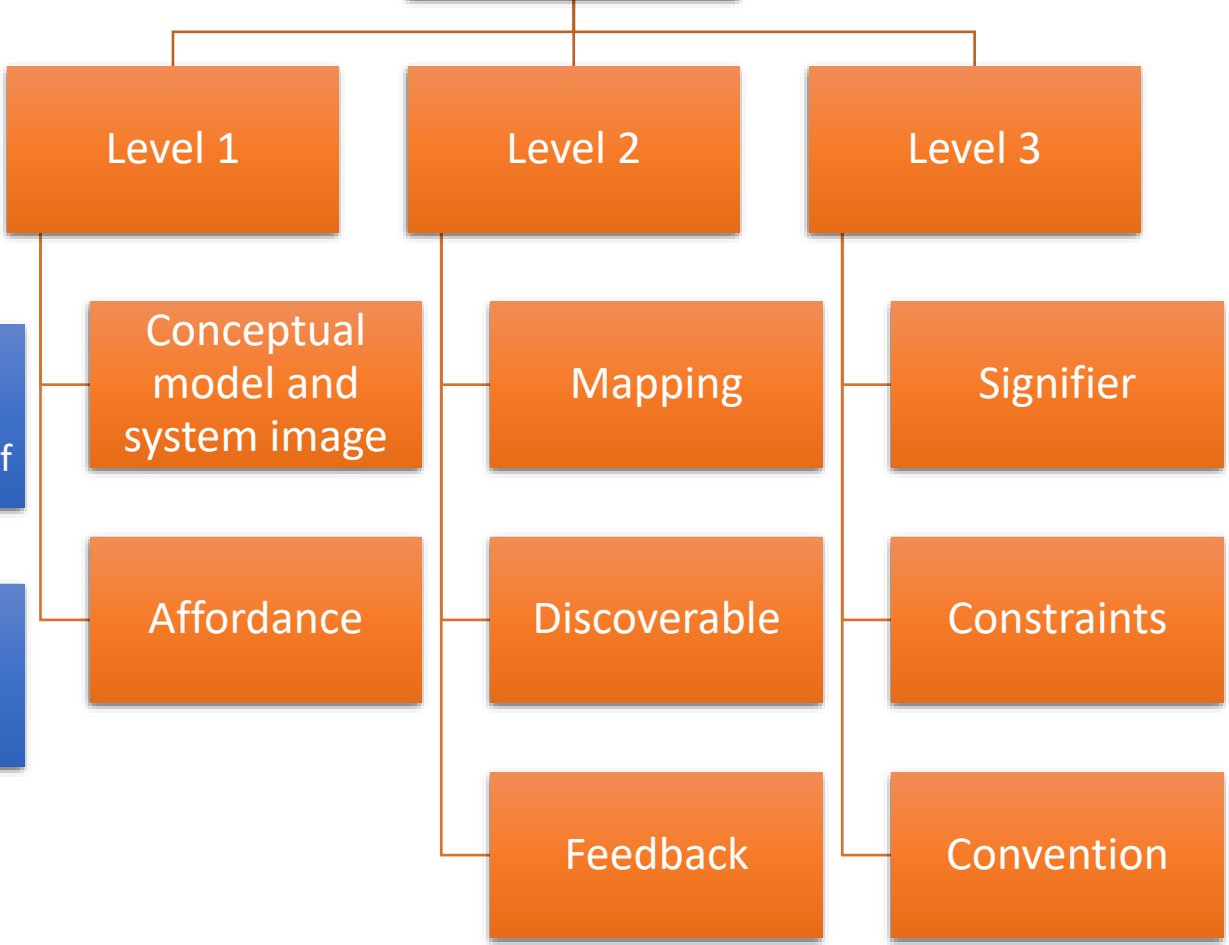 Level 1
Level 2
Level 3
Conceptual
model and
system image
Mapping
Signifier
f
Affordance
Discoverable
Constraints
Feedback
Convention